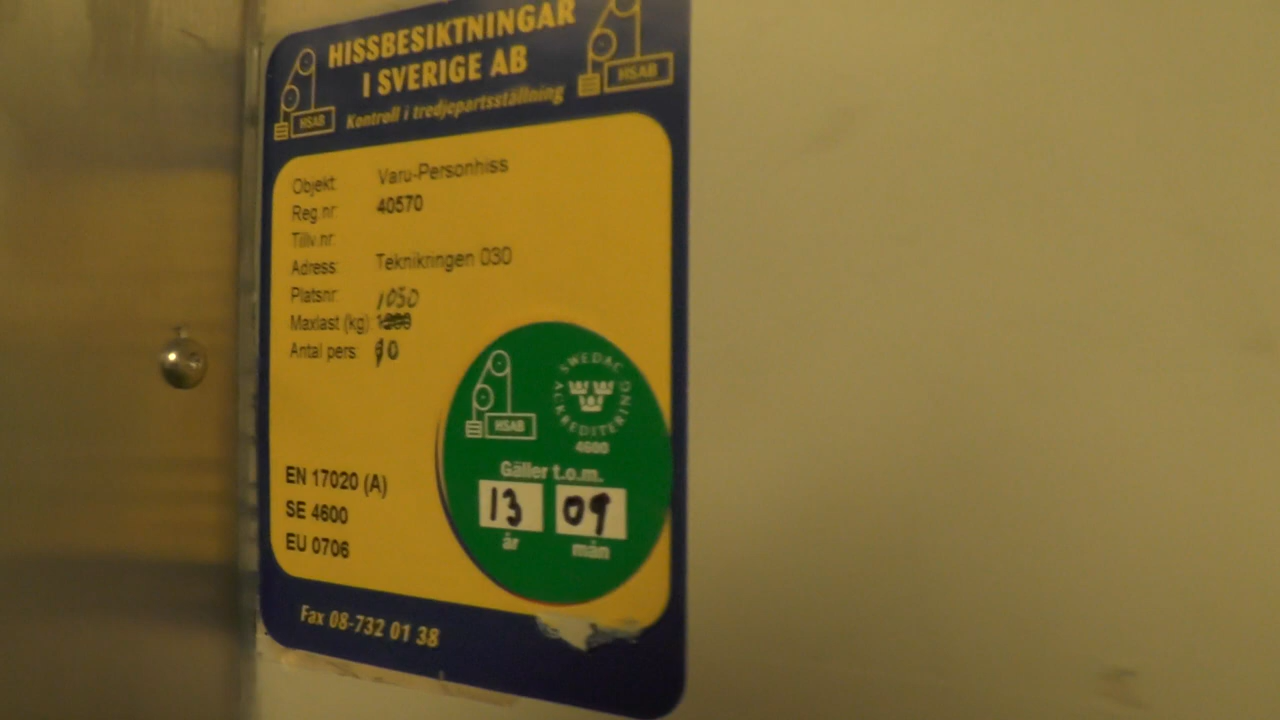 HISSBESIKTNINGAR
I SVERIGE AB
Kontroll i tredjepartsställning
HSAB
HSAB
Objekt: Varu-Personhiss
Reg nr: 40570
Tillv nr:
Adress: Teknikringen 030
Platsnr:
1050
Maxlast (kg):
Antal pers: 10
EN 17020 (A)
SE 4600
EU 0706
HSAB
SWEDAC ACKREDITERING
4600
Gäller t.o.m.
13 09
år mån
Fax 08-732 01 38